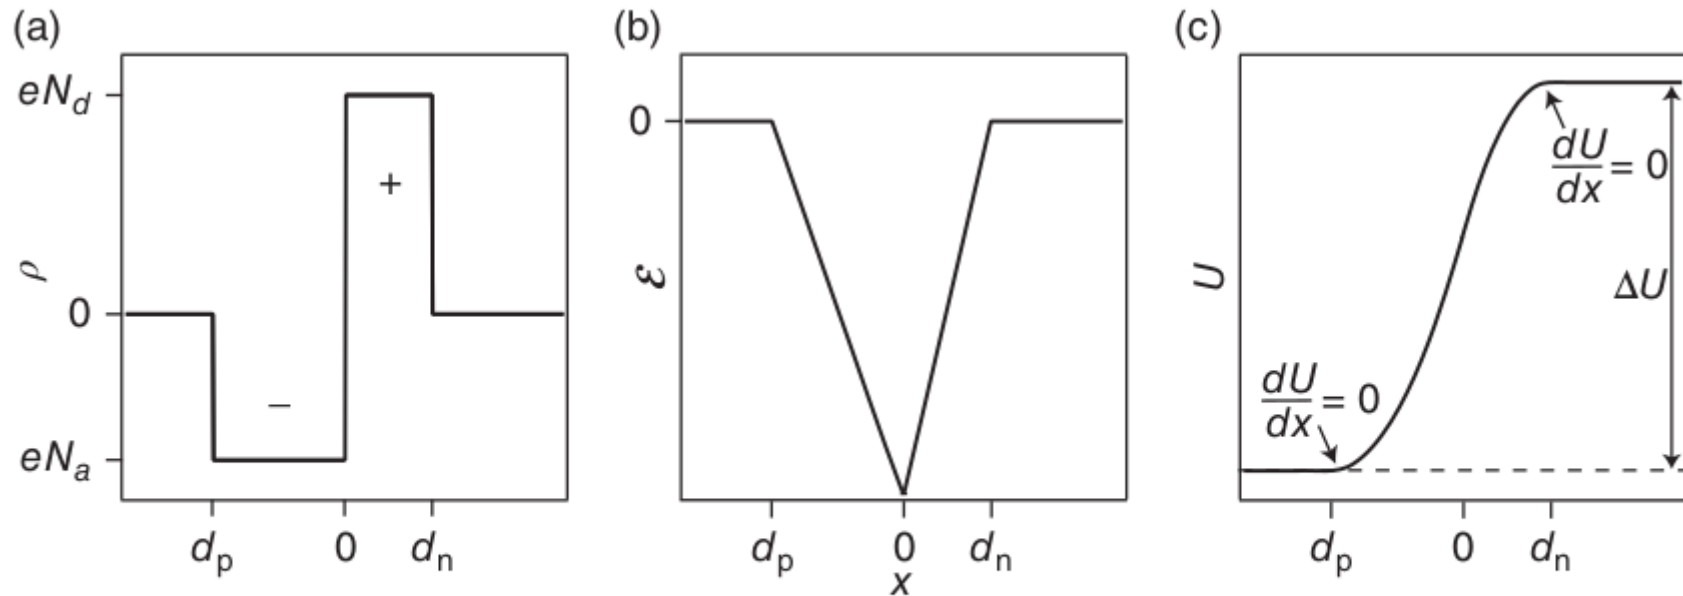 (a)
eN_d
ρ
0
eN_a
+
−
d_p 0 d_n
(b)
0
ℰ
d_p 0 d_n
x
(c)
U
dU/dx = 0
ΔU
dU/dx = 0
d_p 0 d_n